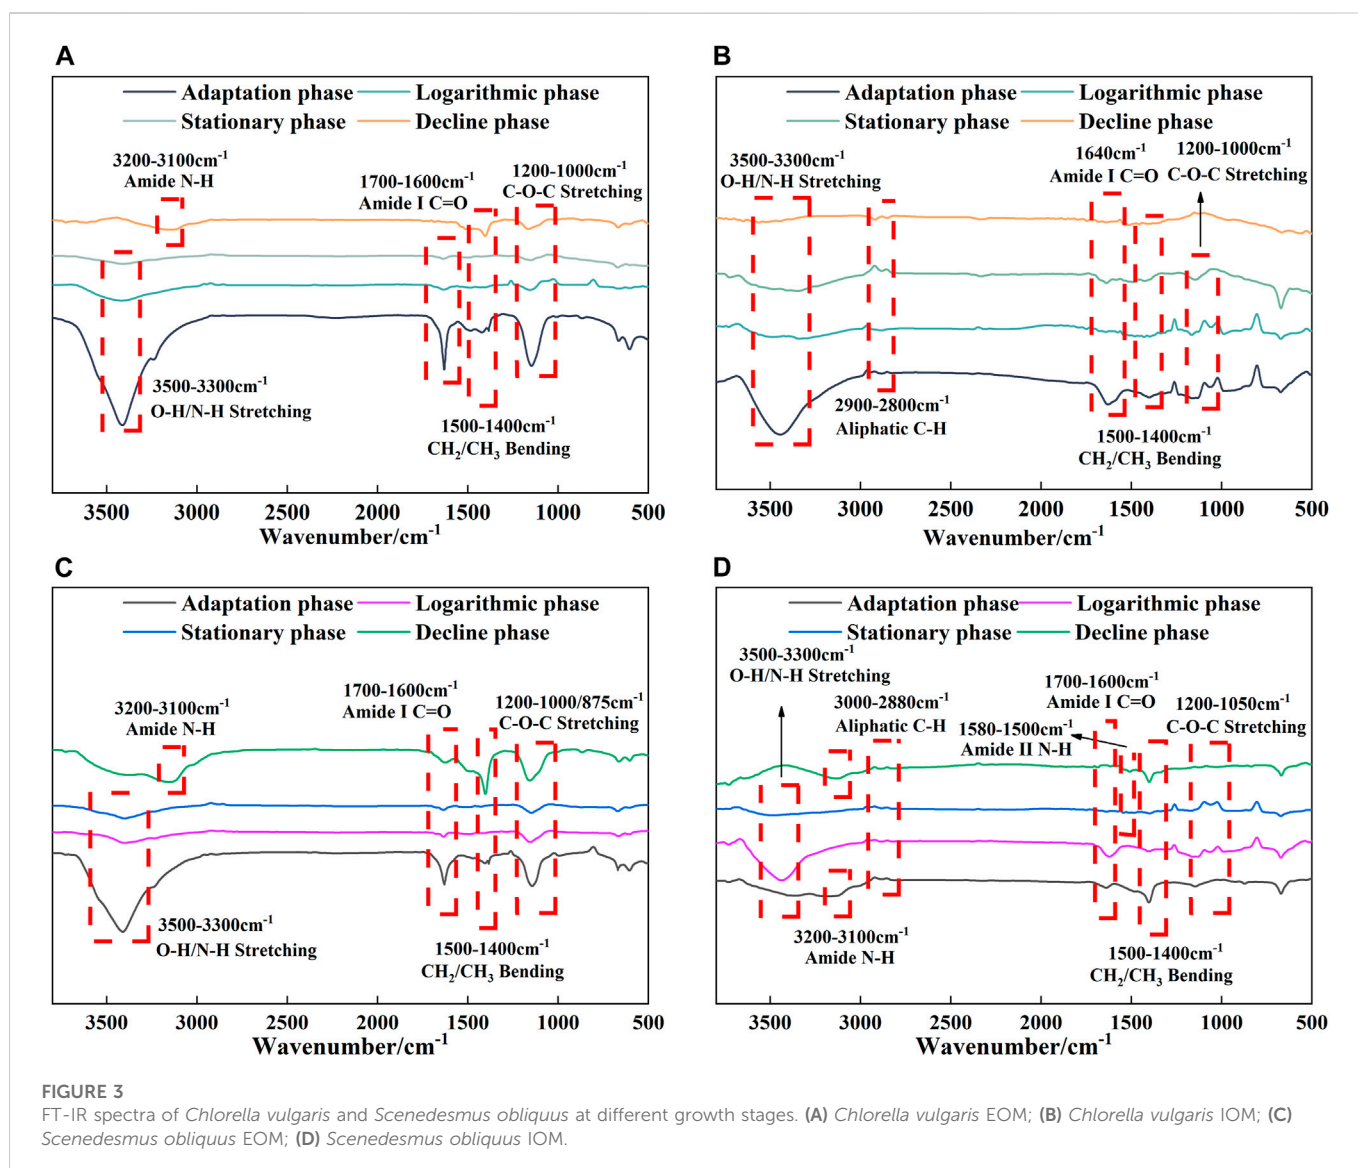 A
Adaptation phase Logarithmic phase
Stationary phase Decline phase
3200-3100cm⁻¹
Amide N-H
1700-1600cm⁻¹
Amide I C=O
1200-1000cm⁻¹
C-O-C Stretching
3500-3300cm⁻¹
O-H/N-H Stretching
1500-1400cm⁻¹
CH₂/CH₃ Bending
3500 3000 2000 1500 1000 500
Wavenumber/cm⁻¹
B
Adaptation phase Logarithmic phase
Stationary phase Decline phase
3500-3300cm⁻¹
O-H/N-H Stretching
1640cm⁻¹
Amide I C=O
1200-1000cm⁻¹
C-O-C Stretching
2900-2800cm⁻¹
Aliphatic C-H
1500-1400cm⁻¹
CH₂/CH₃ Bending
3500 3000 2000 1500 1000 500
Wavenumber/cm⁻¹
C
Adaptation phase Logarithmic phase
Stationary phase Decline phase
3200-3100cm⁻¹
Amide N-H
1700-1600cm⁻¹
Amide I C=O
1200-1000/875cm⁻¹
C-O-C Stretching
3500-3300cm⁻¹
O-H/N-H Stretching
1500-1400cm⁻¹
CH₂/CH₃ Bending
3500 3000 2000 1500 1000 500
Wavenumber/cm⁻¹
D
Adaptation phase Logarithmic phase
Stationary phase Decline phase
3500-3300cm⁻¹
O-H/N-H Stretching
3000-2880cm⁻¹
Aliphatic C-H
1580-1500cm⁻¹
Amide II N-H
1700-1600cm⁻¹
Amide I C=O
1200-1050cm⁻¹
C-O-C Stretching
3200-3100cm⁻¹
Amide N-H
1500-1400cm⁻¹
CH₂/CH₃ Bending
3500 3000 2000 1500 1000 500
Wavenumber/cm⁻¹
FIGURE 3
FT-IR spectra of Chlorella vulgaris and Scenedesmus obliquus at different growth stages. (A) Chlorella vulgaris EOM; (B) Chlorella vulgaris IOM; (C)
Scenedesmus obliquus EOM; (D) Scenedesmus obliquus IOM.